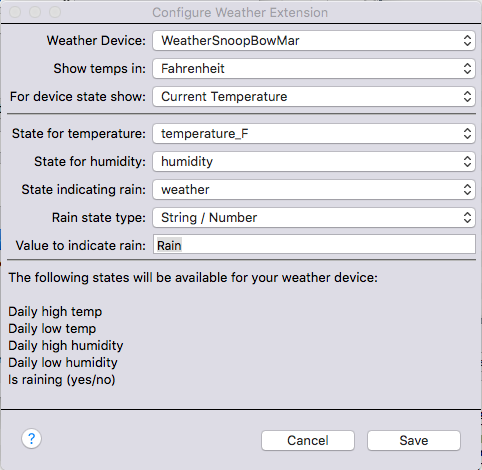 Configure Weather Extension
Weather Device: WeatherSnoopBowMar
Show temps in: Fahrenheit
For device state show: Current Temperature
State for temperature: temperature_F
State for humidity: humidity
State indicating rain: weather
Rain state type: String / Number
Value to indicate rain: Rain
The following states will be available for your weather device:
Daily high temp
Daily low temp
Daily high humidity
Daily low humidity
Is raining (yes/no)
? Cancel Save